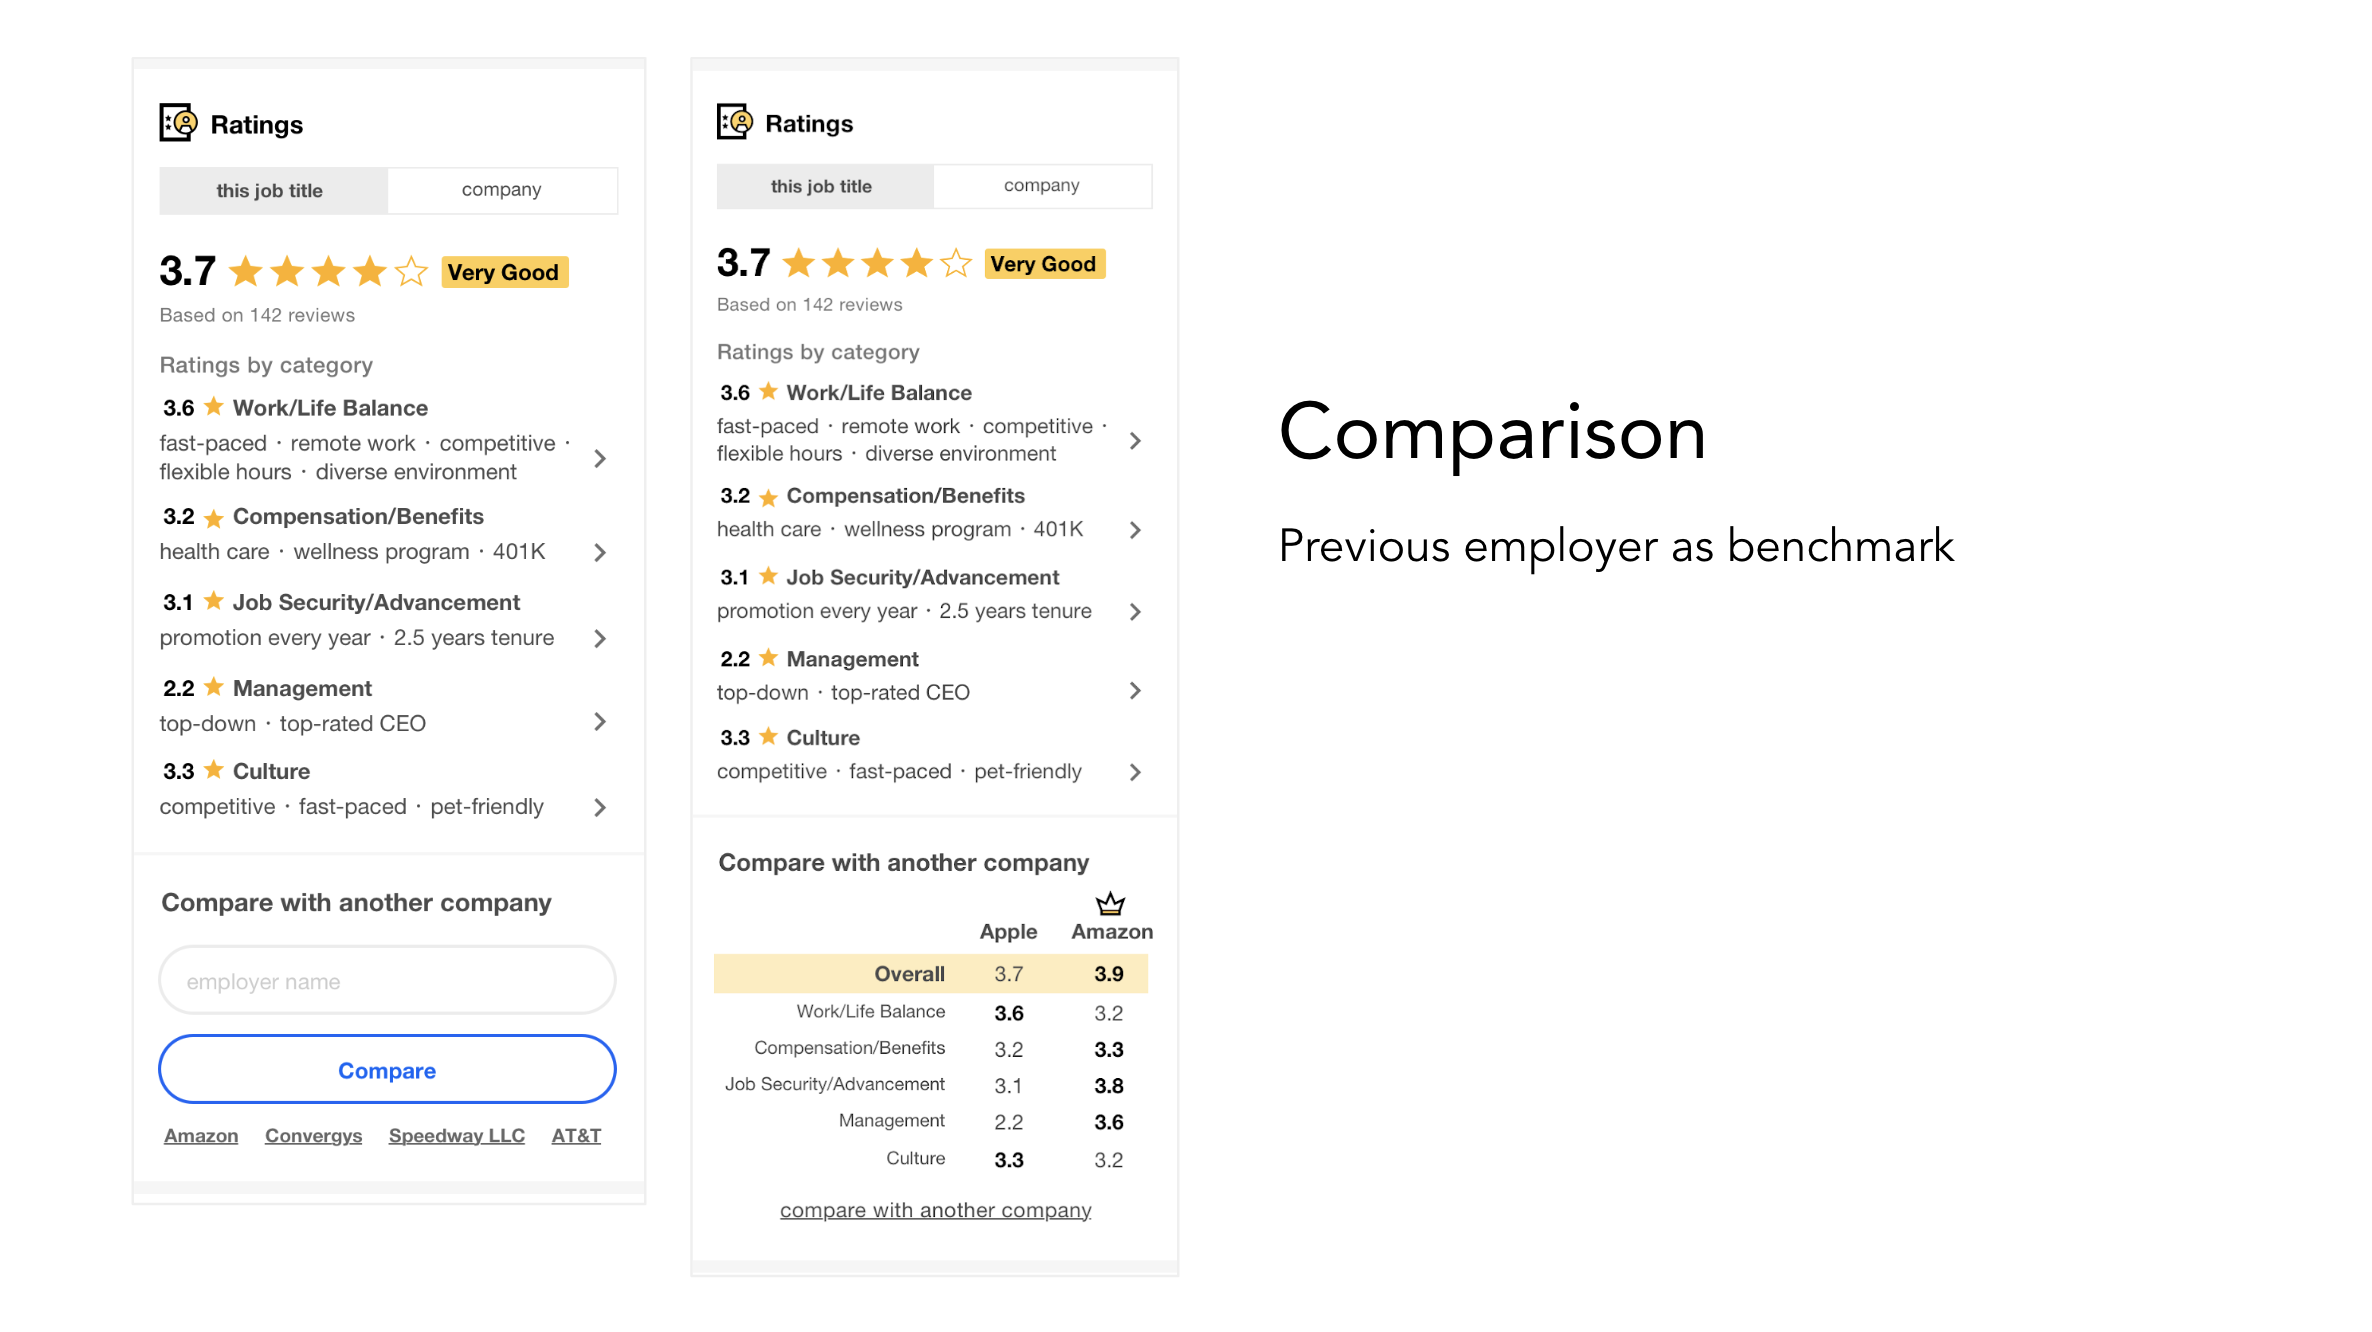 Ratings
this job title company
3.7 Very Good
Based on 142 reviews
Ratings by category
3.6 Work/Life Balance
fast-paced · remote work · competitive ·
flexible hours · diverse environment
3.2 Compensation/Benefits
health care · wellness program · 401K
3.1 Job Security/Advancement
promotion every year · 2.5 years tenure
2.2 Management
top-down · top-rated CEO
3.3 Culture
competitive · fast-paced · pet-friendly
Compare with another company
employer name
Compare
Amazon Convergys Speedway LLC AT&T
Ratings
this job title company
3.7 Very Good
Based on 142 reviews
Ratings by category
3.6 Work/Life Balance
fast-paced · remote work · competitive ·
flexible hours · diverse environment
3.2 Compensation/Benefits
health care · wellness program · 401K
3.1 Job Security/Advancement
promotion every year · 2.5 years tenure
2.2 Management
top-down · top-rated CEO
3.3 Culture
competitive · fast-paced · pet-friendly
Compare with another company
Apple Amazon
Overall 3.7 3.9
Work/Life Balance 3.6 3.2
Compensation/Benefits 3.2 3.3
Job Security/Advancement 3.1 3.8
Management 2.2 3.6
Culture 3.3 3.2
compare with another company
Comparison
Previous employer as benchmark